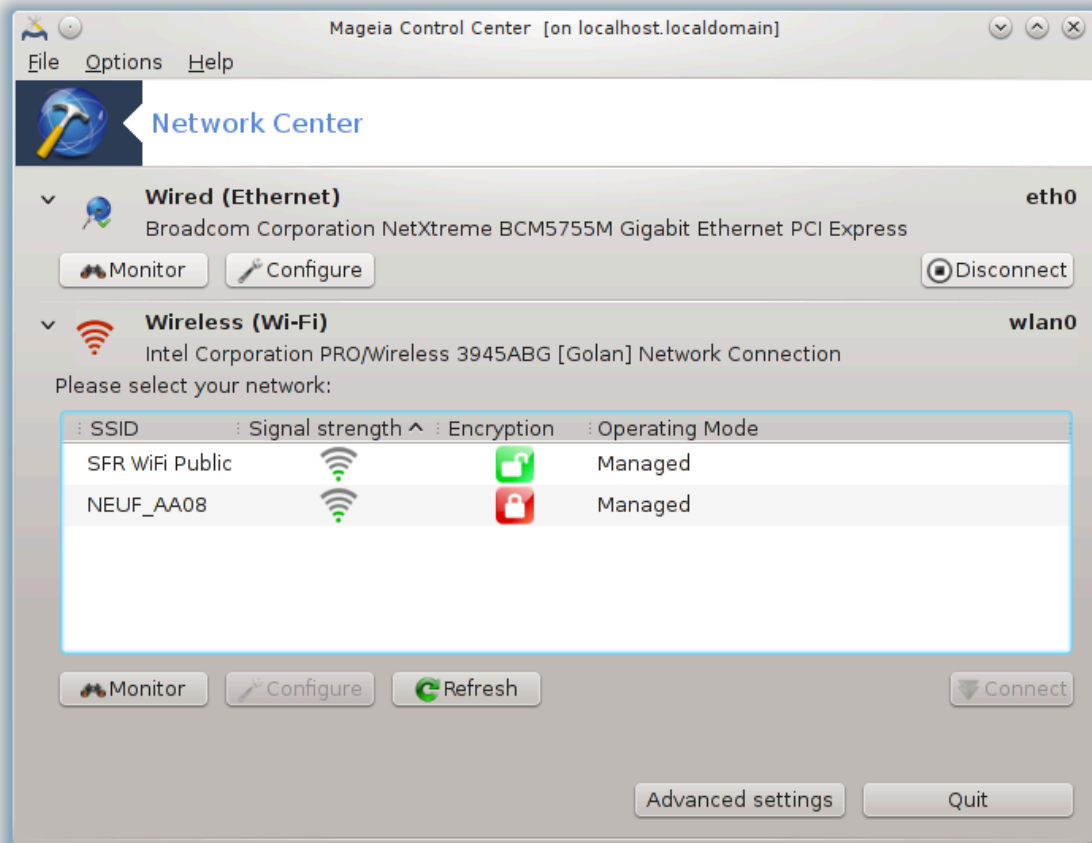 Mageia Control Center [on localhost.localdomain]
File Options Help
Network Center
Wired (Ethernet) eth0
Broadcom Corporation NetXtreme BCM5755M Gigabit Ethernet PCI Express
Monitor Configure Disconnect
Wireless (Wi-Fi) wlan0
Intel Corporation PRO/Wireless 3945ABG [Golan] Network Connection
Please select your network:
SSID Signal strength Encryption Operating Mode
SFR WiFi Public Managed
NEUF_AA08 Managed
Monitor Configure Refresh Connect
Advanced settings Quit